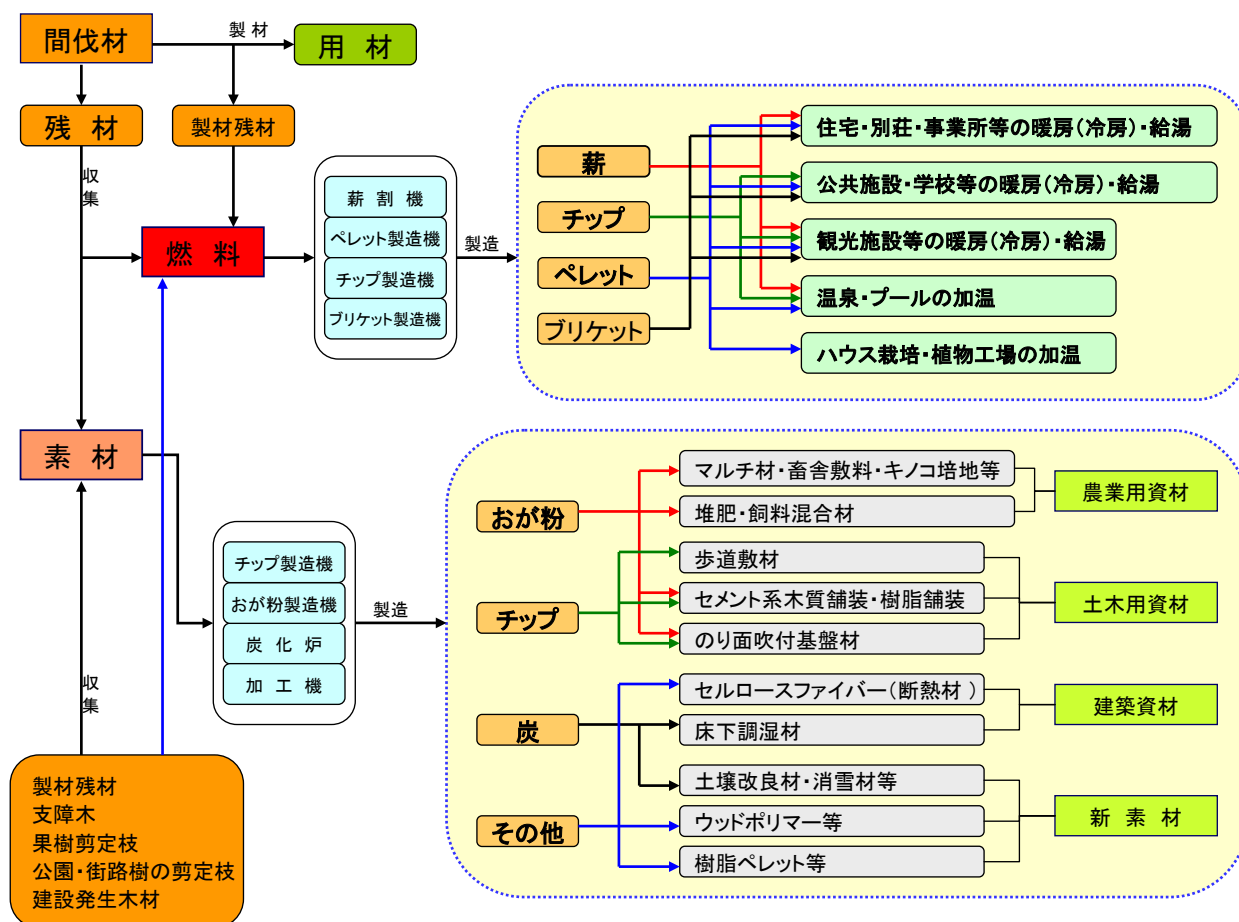 間伐材
製材
用材
残材
製材残材
収集
燃料
薪割機
ペレット製造機
チップ製造機
ブリケット製造機
製造
薪
チップ
ペレット
ブリケット
住宅・別荘・事業所等の暖房(冷房)・給湯
公共施設・学校等の暖房(冷房)・給湯
観光施設等の暖房(冷房)・給湯
温泉・プールの加温
ハウス栽培・植物工場の加温
素材
チップ製造機
おが粉製造機
炭化炉
加工機
製造
収集
製材残材
支障木
果樹剪定枝
公園・街路樹の剪定枝
建設発生木材
おが粉
チップ
炭
その他
マルチ材・畜舎敷料・キノコ培地等
堆肥・飼料混合材
歩道敷材
セメント系木質舗装・樹脂舗装
のり面吹付基盤材
セルロースファイバー(断熱材)
床下調湿材
土壌改良材・消雪材等
ウッドポリマー等
樹脂ペレット等
農業用資材
土木用資材
建築資材
新素材